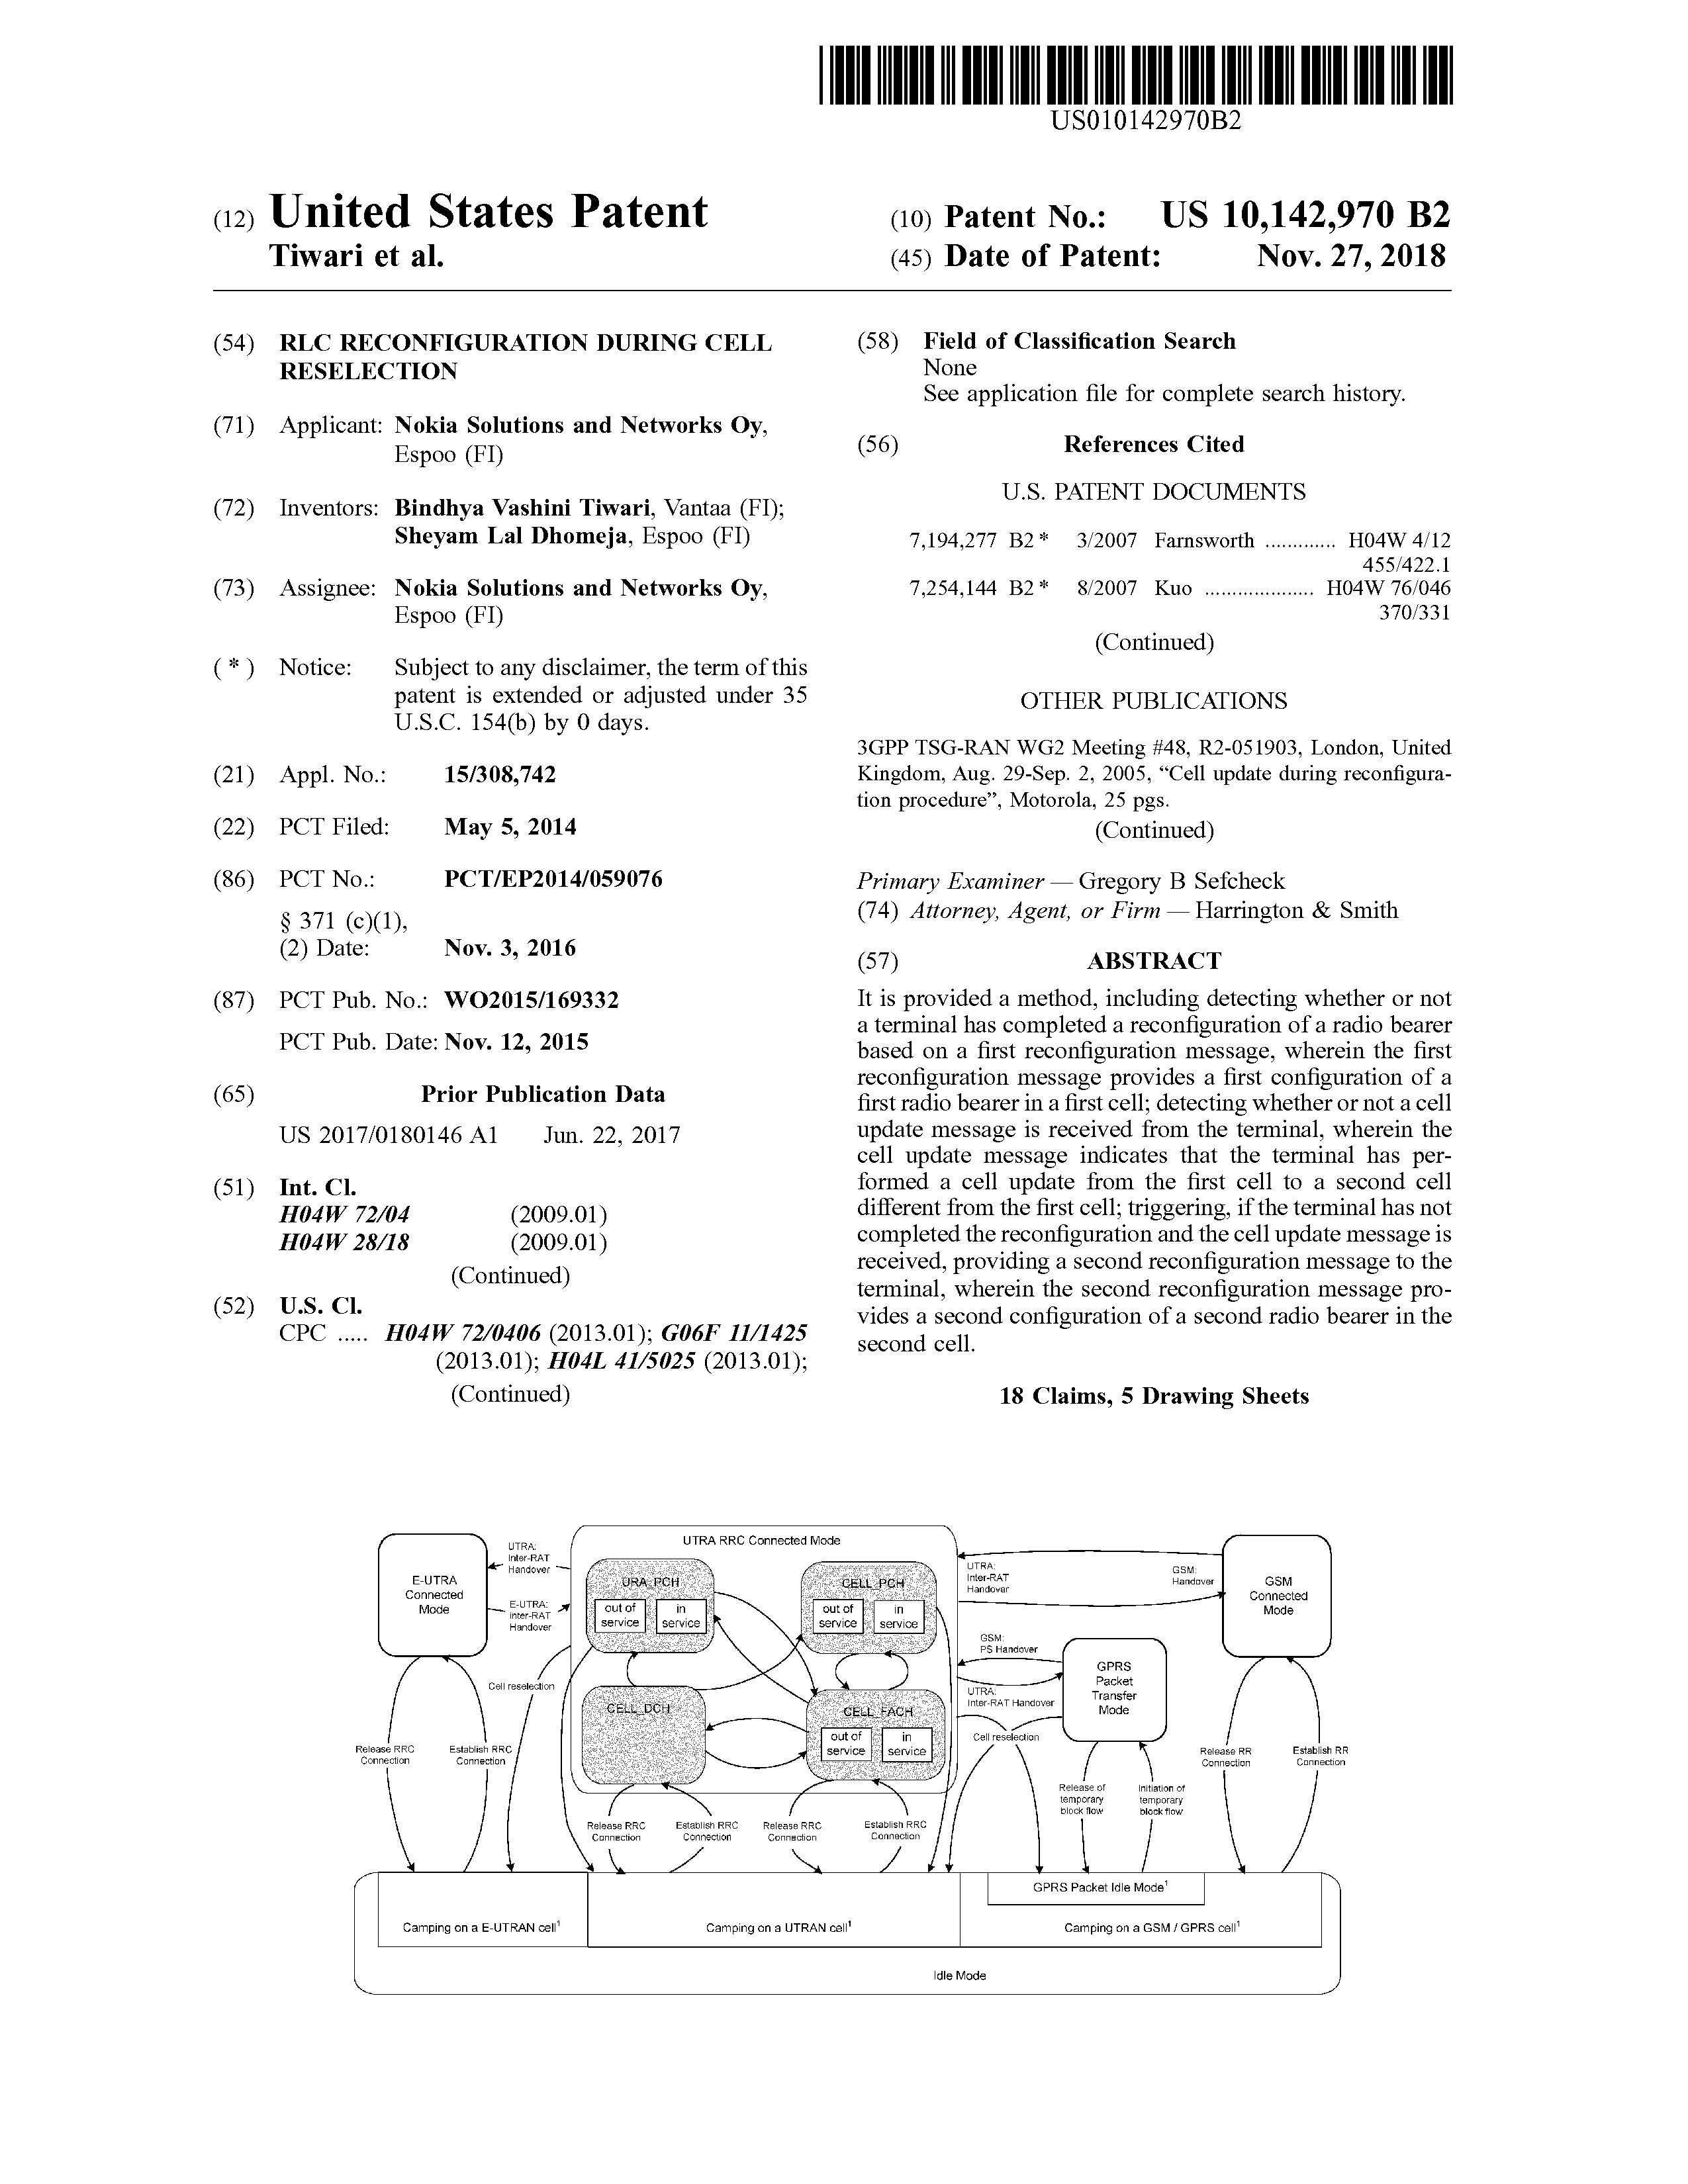 US010142970B2
(12) United States Patent
Tiwari et al.
(10) Patent No.: US 10,142,970 B2
(45) Date of Patent: Nov. 27, 2018
(54) RLC RECONFIGURATION DURING CELL
RESELECTION
(71) Applicant: Nokia Solutions and Networks Oy,
Espoo (FI)
(72) Inventors: Bindhya Vashini Tiwari, Vantaa (FI);
Sheyam Lal Dhomeja, Espoo (FI)
(73) Assignee: Nokia Solutions and Networks Oy,
Espoo (FI)
( * ) Notice: Subject to any disclaimer, the term of this
patent is extended or adjusted under 35
U.S.C. 154(b) by 0 days.
(21) Appl. No.: 15/308,742
(22) PCT Filed: May 5, 2014
(86) PCT No.: PCT/EP2014/059076
§ 371 (c)(1),
(2) Date: Nov. 3, 2016
(87) PCT Pub. No.: WO2015/169332
PCT Pub. Date: Nov. 12, 2015
(65) Prior Publication Data
US 2017/0180146 A1 Jun. 22, 2017
(51) Int. Cl.
H04W 72/04 (2009.01)
H04W 28/18 (2009.01)
(Continued)
(52) U.S. Cl.
CPC ..... H04W 72/0406 (2013.01); G06F 11/1425
(2013.01); H04L 41/5025 (2013.01);
(Continued)
(58) Field of Classification Search
None
See application file for complete search history.
(56) References Cited
U.S. PATENT DOCUMENTS
7,194,277 B2 * 3/2007 Farnsworth ............ H04W 4/12
455/422.1
7,254,144 B2 * 8/2007 Kuo .................... H04W 76/046
370/331
(Continued)
OTHER PUBLICATIONS
3GPP TSG-RAN WG2 Meeting #48, R2-051903, London, United
Kingdom, Aug. 29-Sep. 2, 2005, “Cell update during reconfigura-
tion procedure”, Motorola, 25 pgs.
(Continued)
Primary Examiner — Gregory B Sefcheck
(74) Attorney, Agent, or Firm — Harrington & Smith
(57) ABSTRACT
It is provided a method, including detecting whether or not
a terminal has completed a reconfiguration of a radio bearer
based on a first reconfiguration message, wherein the first
reconfiguration message provides a first configuration of a
first radio bearer in a first cell; detecting whether or not a cell
update message is received from the terminal, wherein the
cell update message indicates that the terminal has per-
formed a cell update from the first cell to a second cell
different from the first cell; triggering, if the terminal has not
completed the reconfiguration and the cell update message is
received, providing a second reconfiguration message to the
terminal, wherein the second reconfiguration message pro-
vides a second configuration of a second radio bearer in the
second cell.
18 Claims, 5 Drawing Sheets
E-UTRA
Connected
Mode
UTRA:
Inter-RAT
Handover
E-UTRA:
Inter-RAT
Handover
UTRA RRC Connected Mode
URA_PCH
out of
service
in
service
CELL_PCH
out of
service
in
service
CELL_DCH
CELL_FACH
out of
service
in
service
UTRA:
Inter-RAT
Handover
GSM:
Handover
GSM
Connected
Mode
GSM:
PS Handover
UTRA:
Inter-RAT Handover
GPRS
Packet
Transfer
Mode
Cell reselection
Cell reselection
Release RRC
Connection
Establish RRC
Connection
Release RRC
Connection
Establish RRC
Connection
Release RRC
Connection
Establish RRC
Connection
Release of
temporary
block flow
Initiation of
temporary
block flow
Release RR
Connection
Establish RR
Connection
GPRS Packet Idle Mode1
Camping on a E-UTRAN cell1
Camping on a UTRAN cell1
Camping on a GSM / GPRS cell1
Idle Mode